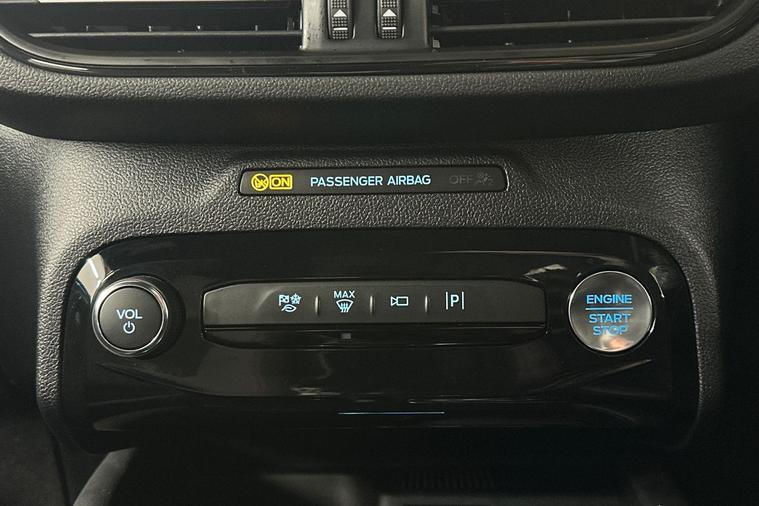 ON PASSENGER AIRBAG OFF
VOL
MAX
P
ENGINE
START
STOP